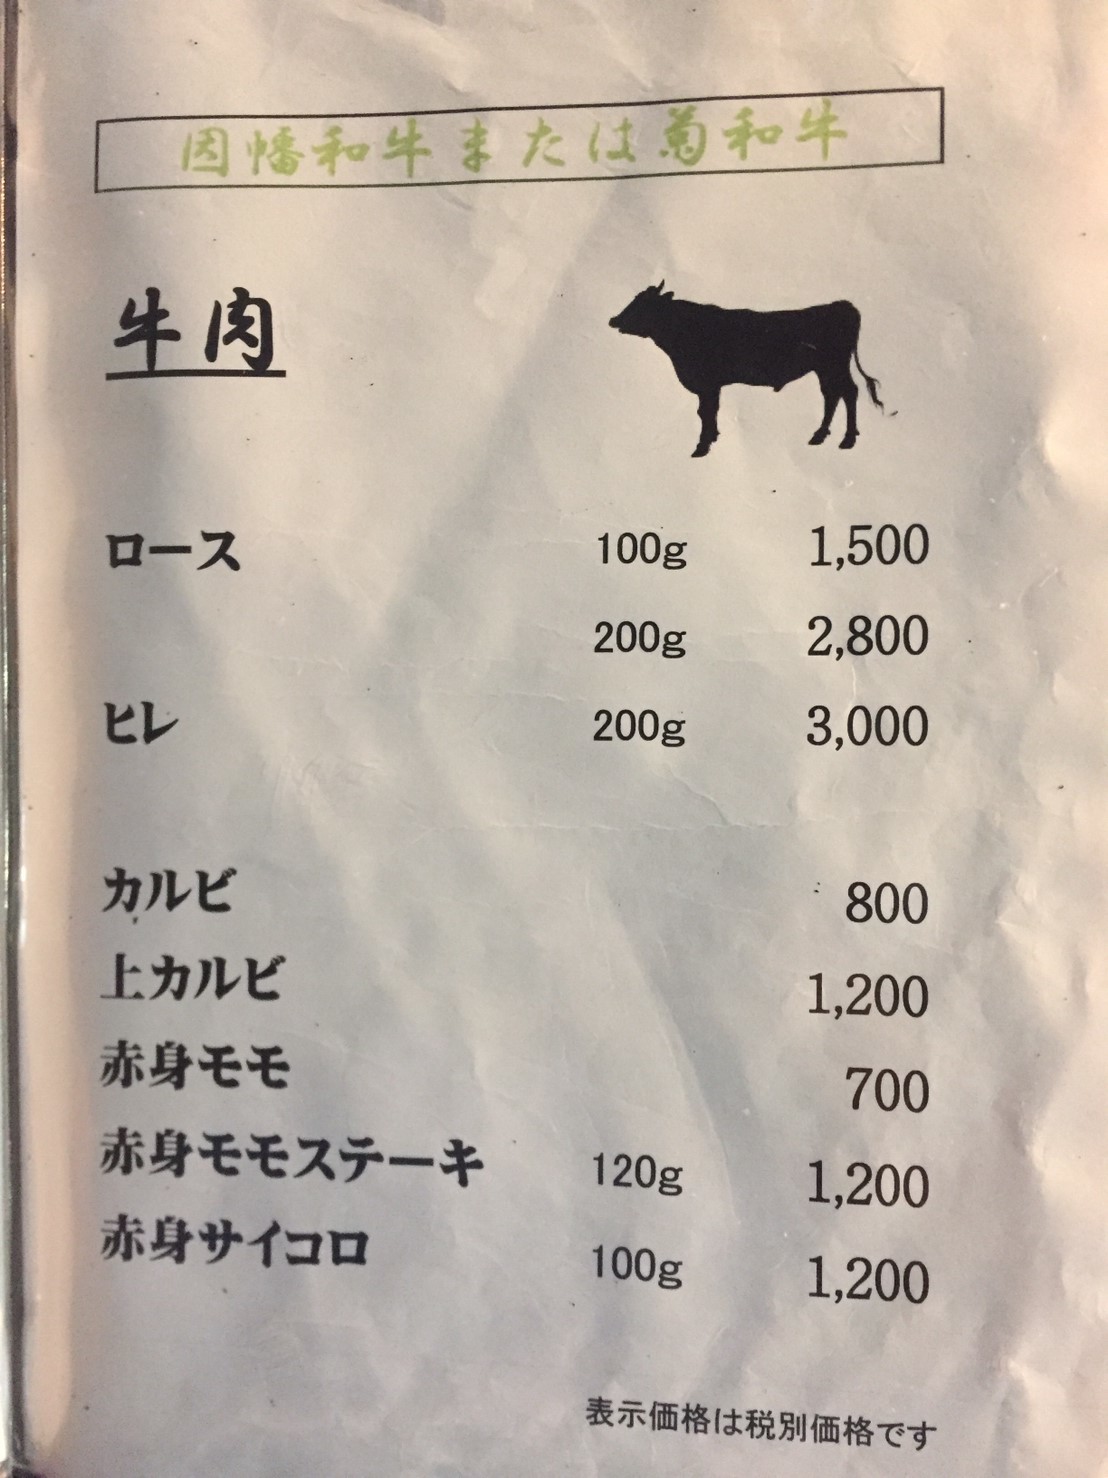 因幡和牛または菊和牛
牛肉
ロース 100g 1,500
200g 2,800
ヒレ 200g 3,000
カルビ 800
上カルビ 1,200
赤身モモ 700
赤身モモステーキ 120g 1,200
赤身サイコロ 100g 1,200
表示価格は税別価格です